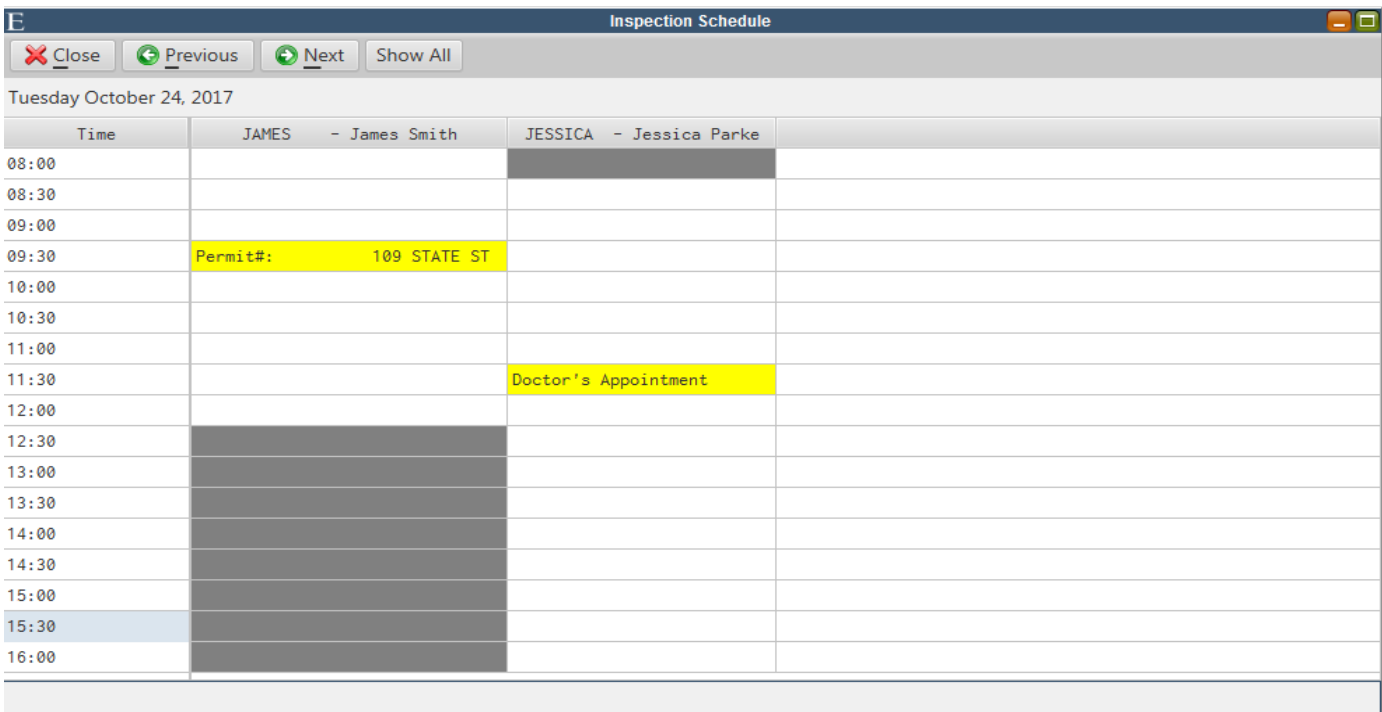 E Inspection Schedule
Close Previous Next Show All
Tuesday October 24, 2017
Time JAMES - James Smith JESSICA - Jessica Parke
08:00
08:30
09:00
09:30 Permit#: 109 STATE ST
10:00
10:30
11:00
11:30 Doctor's Appointment
12:00
12:30
13:00
13:30
14:00
14:30
15:00
15:30
16:00